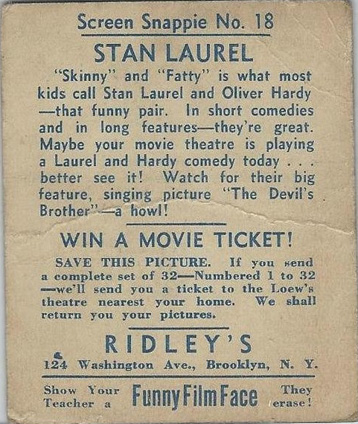 Screen Snappie No. 18
STAN LAUREL
"Skinny" and "Fatty" is what most
kids call Stan Laurel and Oliver Hardy
—that funny pair. In short comedies
and in long features—they're great.
Maybe your movie theatre is playing
a Laurel and Hardy comedy today . . .
better see it! Watch for their big
feature, singing picture "The Devil's
Brother"—a howl!
WIN A MOVIE TICKET!
SAVE THIS PICTURE. If you send
a complete set of 32—Numbered 1 to 32
—we'll send you a ticket to the Loew's
theatre nearest your home. We shall
return you your pictures.
RIDLEY'S
124 Washington Ave., Brooklyn, N. Y.
Show Your Teacher a FunnyFilmFace They erase!